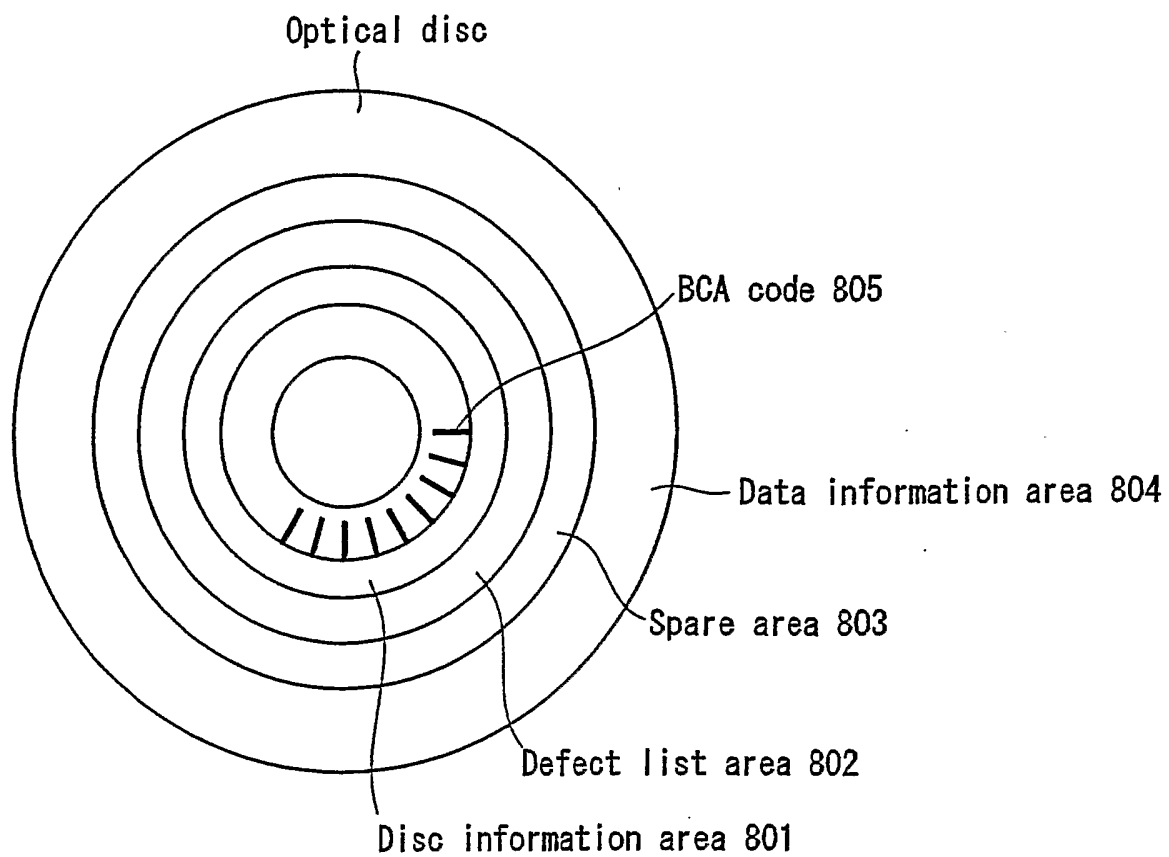 Optical disc
BCA code 805
Data information area 804
Spare area 803
Defect list area 802
Disc information area 801